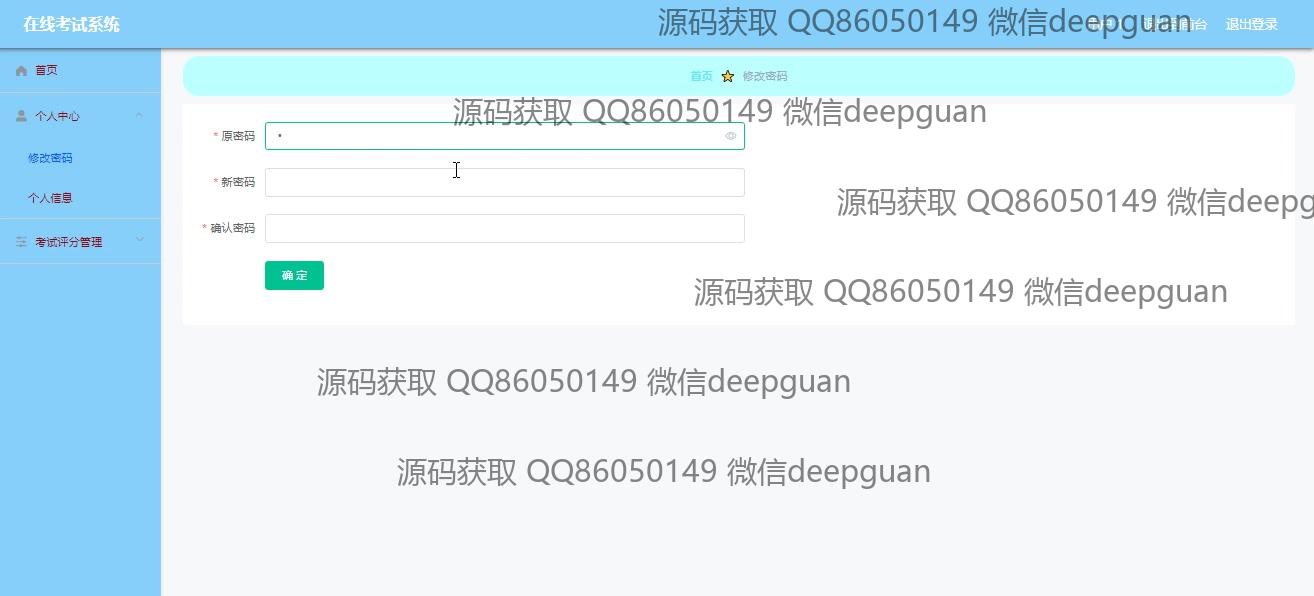 在线考试系统
源码获取 QQ86050149 微信deepguan
退出登录
首页
首页 修改密码
个人中心
源码获取 QQ86050149 微信deepguan
* 原密码
修改密码
* 新密码
个人信息
源码获取 QQ86050149 微信deepg
* 确认密码
考试评分管理
确定
源码获取 QQ86050149 微信deepguan
源码获取 QQ86050149 微信deepguan
源码获取 QQ86050149 微信deepguan